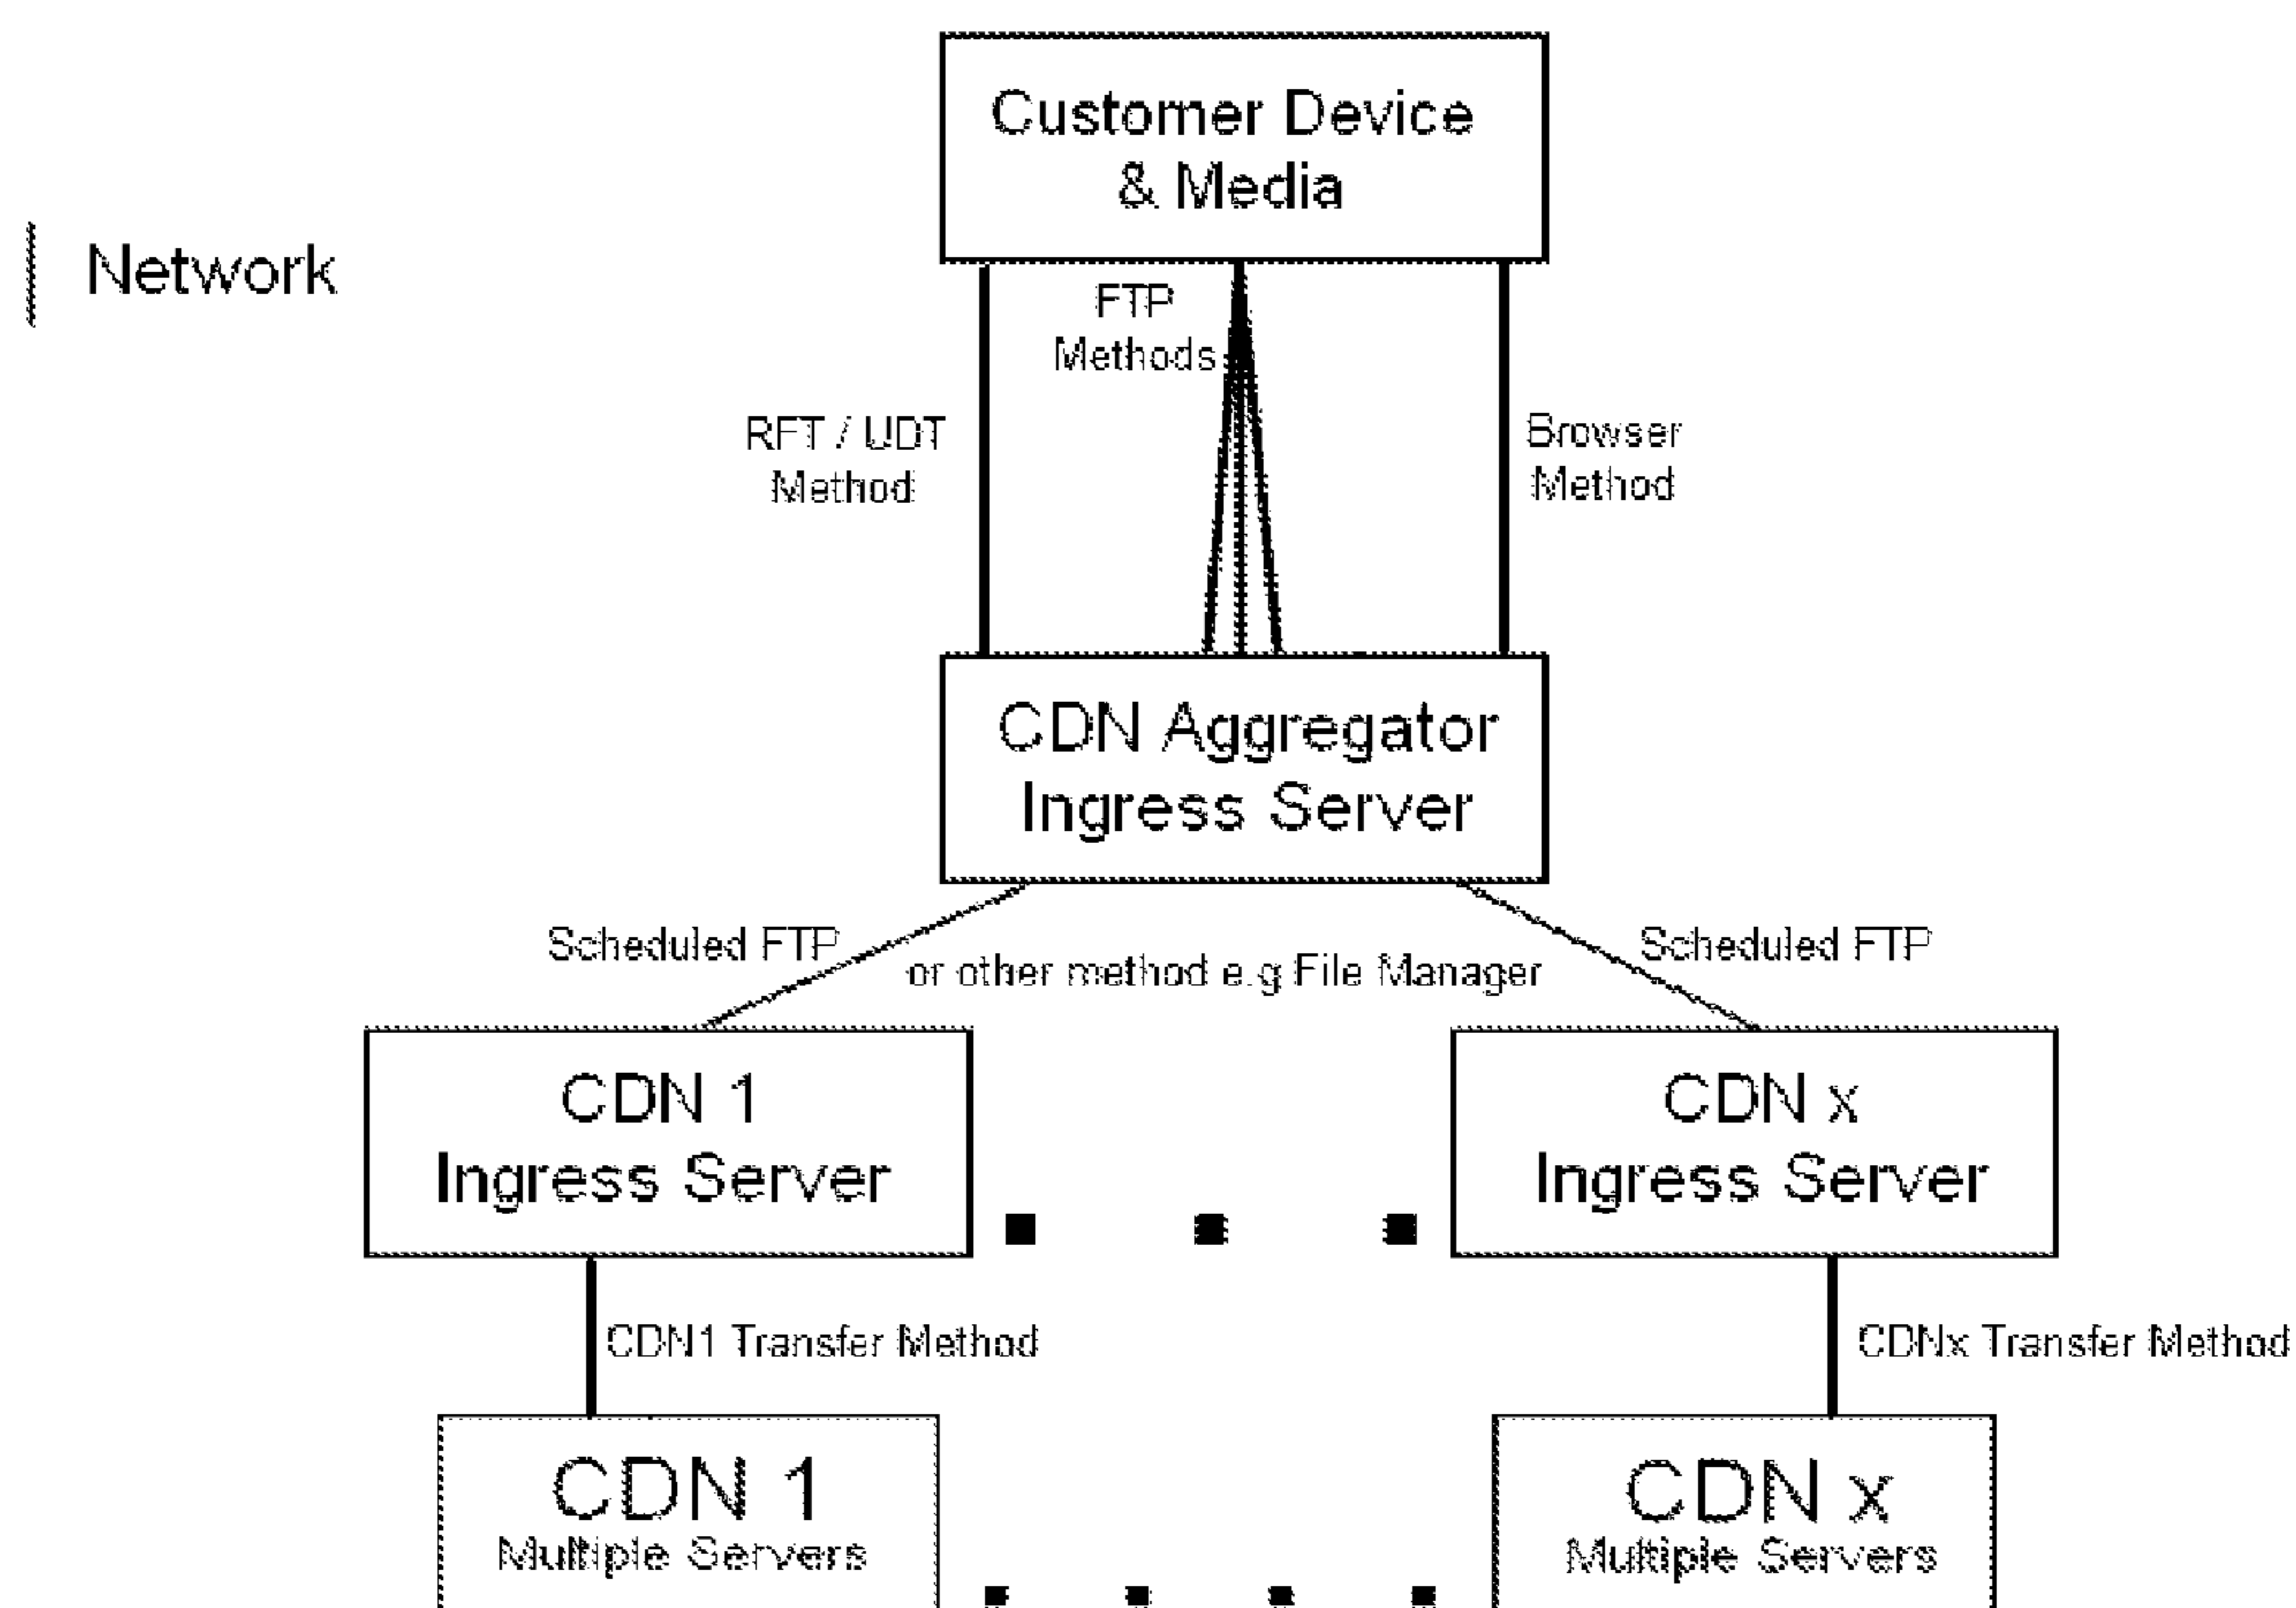 Customer Device
& Media
Network
FTP
Methods
RFT / UDT
Method
Browser
Method
CDN Aggregator
Ingress Server
Scheduled FTP
or other method e.g File Manager
Scheduled FTP
CDN 1
Ingress Server
CDN x
Ingress Server
CDN1 Transfer Method
CDNx Transfer Method
CDN 1
Multiple Servers
CDN x
Multiple Servers